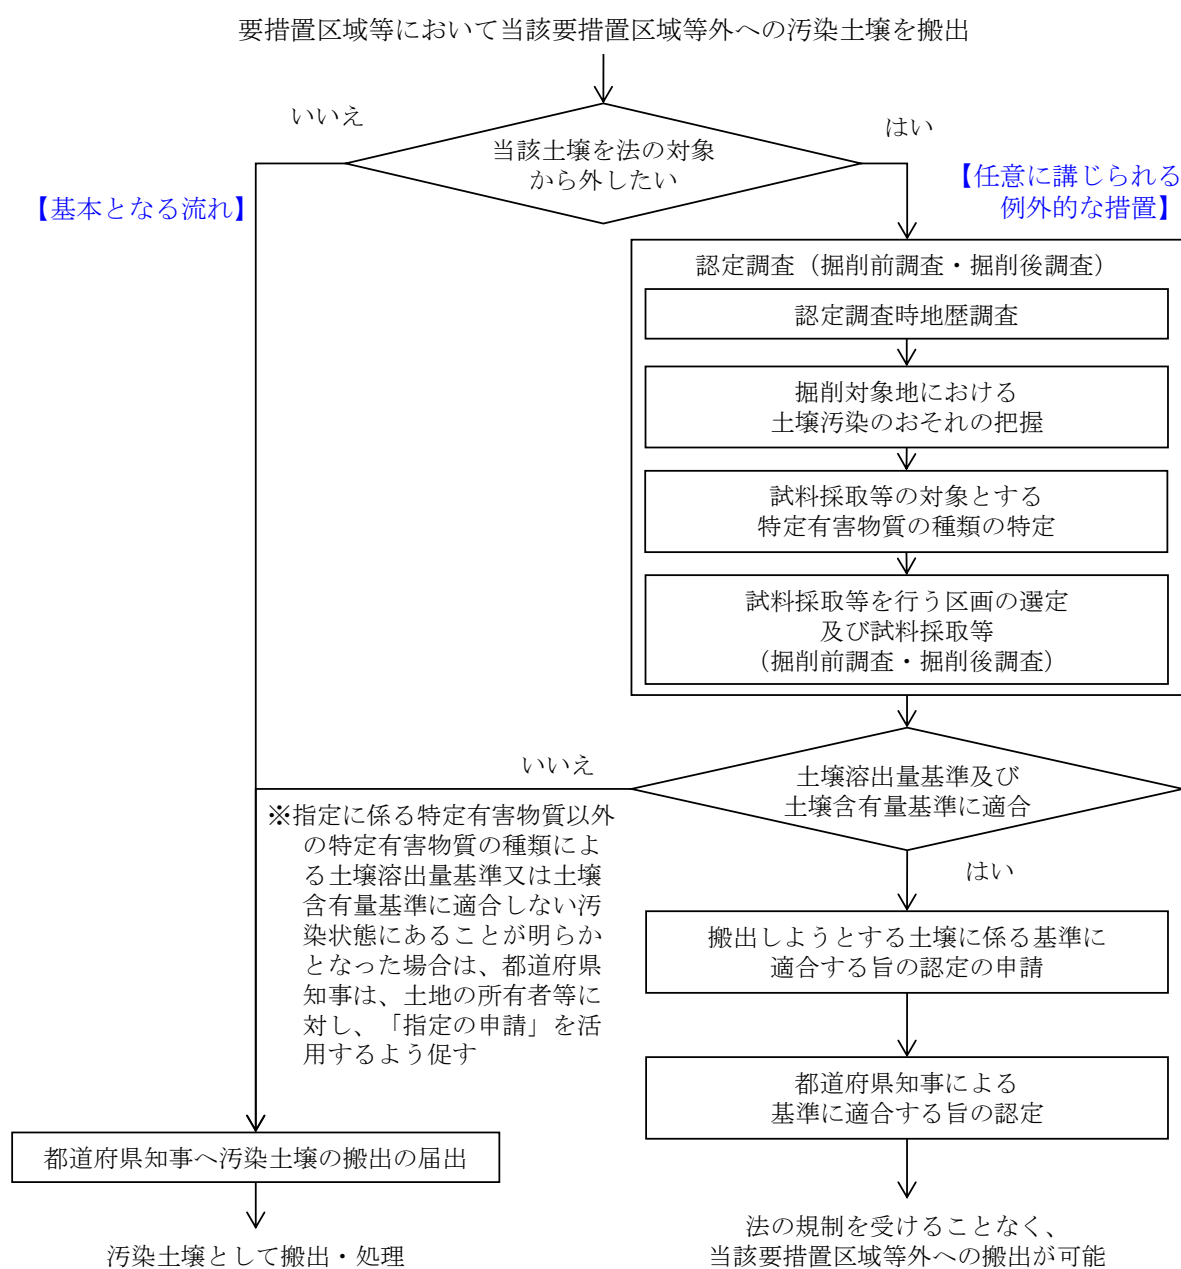 要措置区域等において当該要措置区域等外への汚染土壌を搬出
いいえ
はい
当該土壌を法の対象
から外したい
【基本となる流れ】
【任意に講じられる
例外的な措置】
認定調査（掘削前調査・掘削後調査）
認定調査時地歴調査
掘削対象地における
土壌汚染のおそれの把握
試料採取等の対象とする
特定有害物質の種類の特定
試料採取等を行う区画の選定
及び試料採取等
（掘削前調査・掘削後調査）
いいえ
土壌溶出量基準及び
土壌含有量基準に適合
※指定に係る特定有害物質以外
の特定有害物質の種類によ
る土壌溶出量基準又は土壌
含有量基準に適合しない汚
染状態にあることが明らか
となった場合は、都道府県
知事は、土地の所有者等に
対し、「指定の申請」を活
用するよう促す
はい
搬出しようとする土壌に係る基準に
適合する旨の認定の申請
都道府県知事による
基準に適合する旨の認定
都道府県知事へ汚染土壌の搬出の届出
汚染土壌として搬出・処理
法の規制を受けることなく、
当該要措置区域等外への搬出が可能